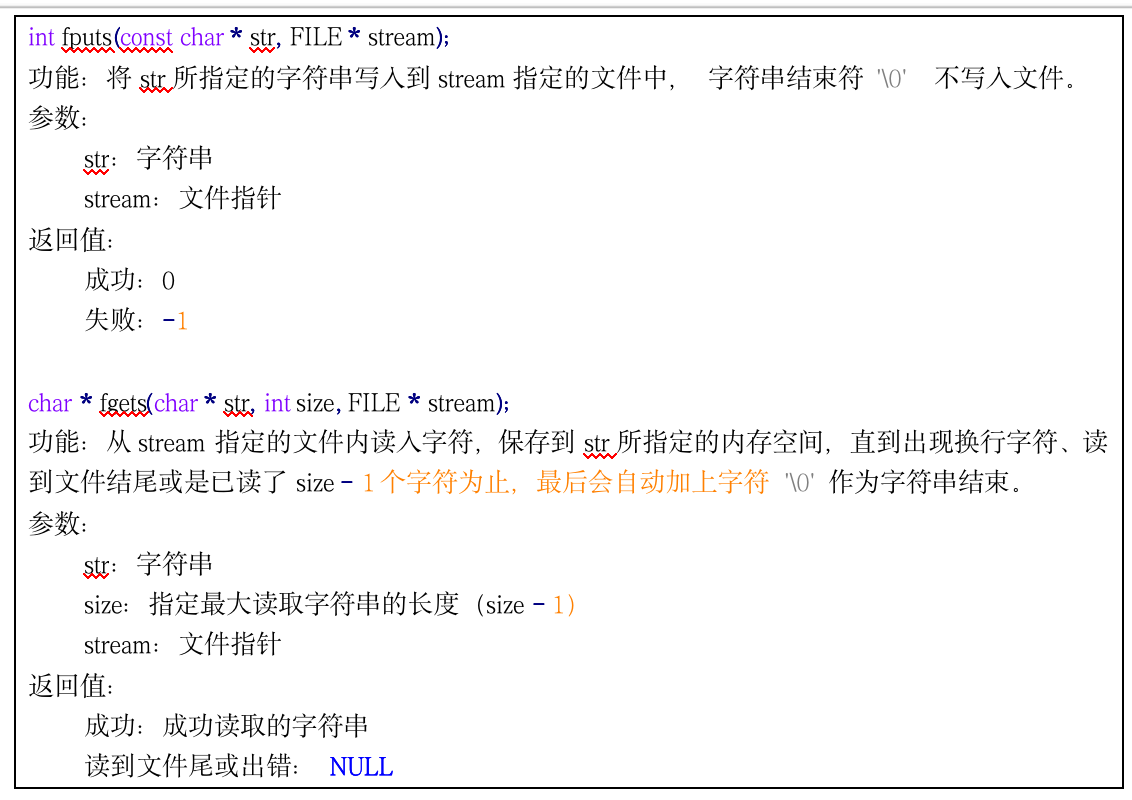 int fputs(const char * str, FILE * stream);
功能：将 str 所指定的字符串写入到 stream 指定的文件中， 字符串结束符 '\0' 不写入文件。
参数：
str：字符串
stream：文件指针
返回值：
成功：0
失败：-1
char * fgets(char * str, int size, FILE * stream);
功能：从 stream 指定的文件内读入字符，保存到 str 所指定的内存空间，直到出现换行字符、读
到文件结尾或是已读了 size - 1 个字符为止，最后会自动加上字符 '\0' 作为字符串结束。
参数：
str：字符串
size：指定最大读取字符串的长度（size - 1）
stream：文件指针
返回值：
成功：成功读取的字符串
读到文件尾或出错： NULL